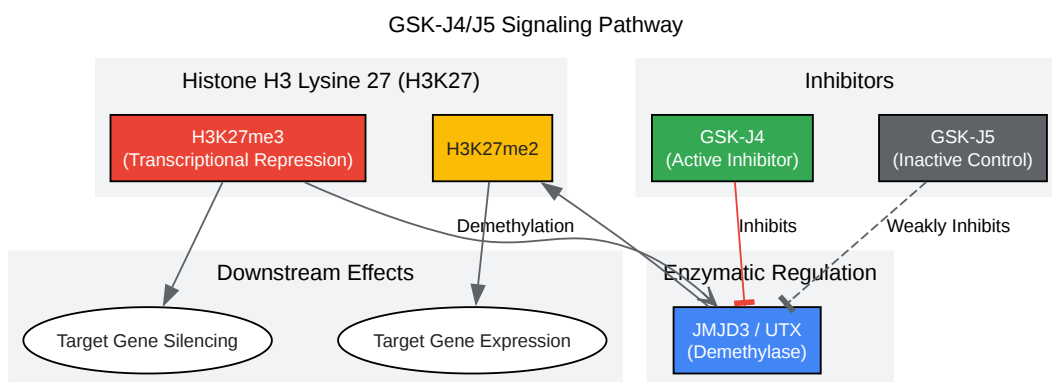 GSK-J4/J5 Signaling Pathway
Histone H3 Lysine 27 (H3K27)
Inhibitors
H3K27me3
(Transcriptional Repression)
H3K27me2
GSK-J4
(Active Inhibitor)
GSK-J5
(Inactive Control)
Demethylation
Inhibits
Weakly Inhibits
Downstream Effects
Enzymatic Regulation
Target Gene Silencing
Target Gene Expression
JMJD3 / UTX
(Demethylase)